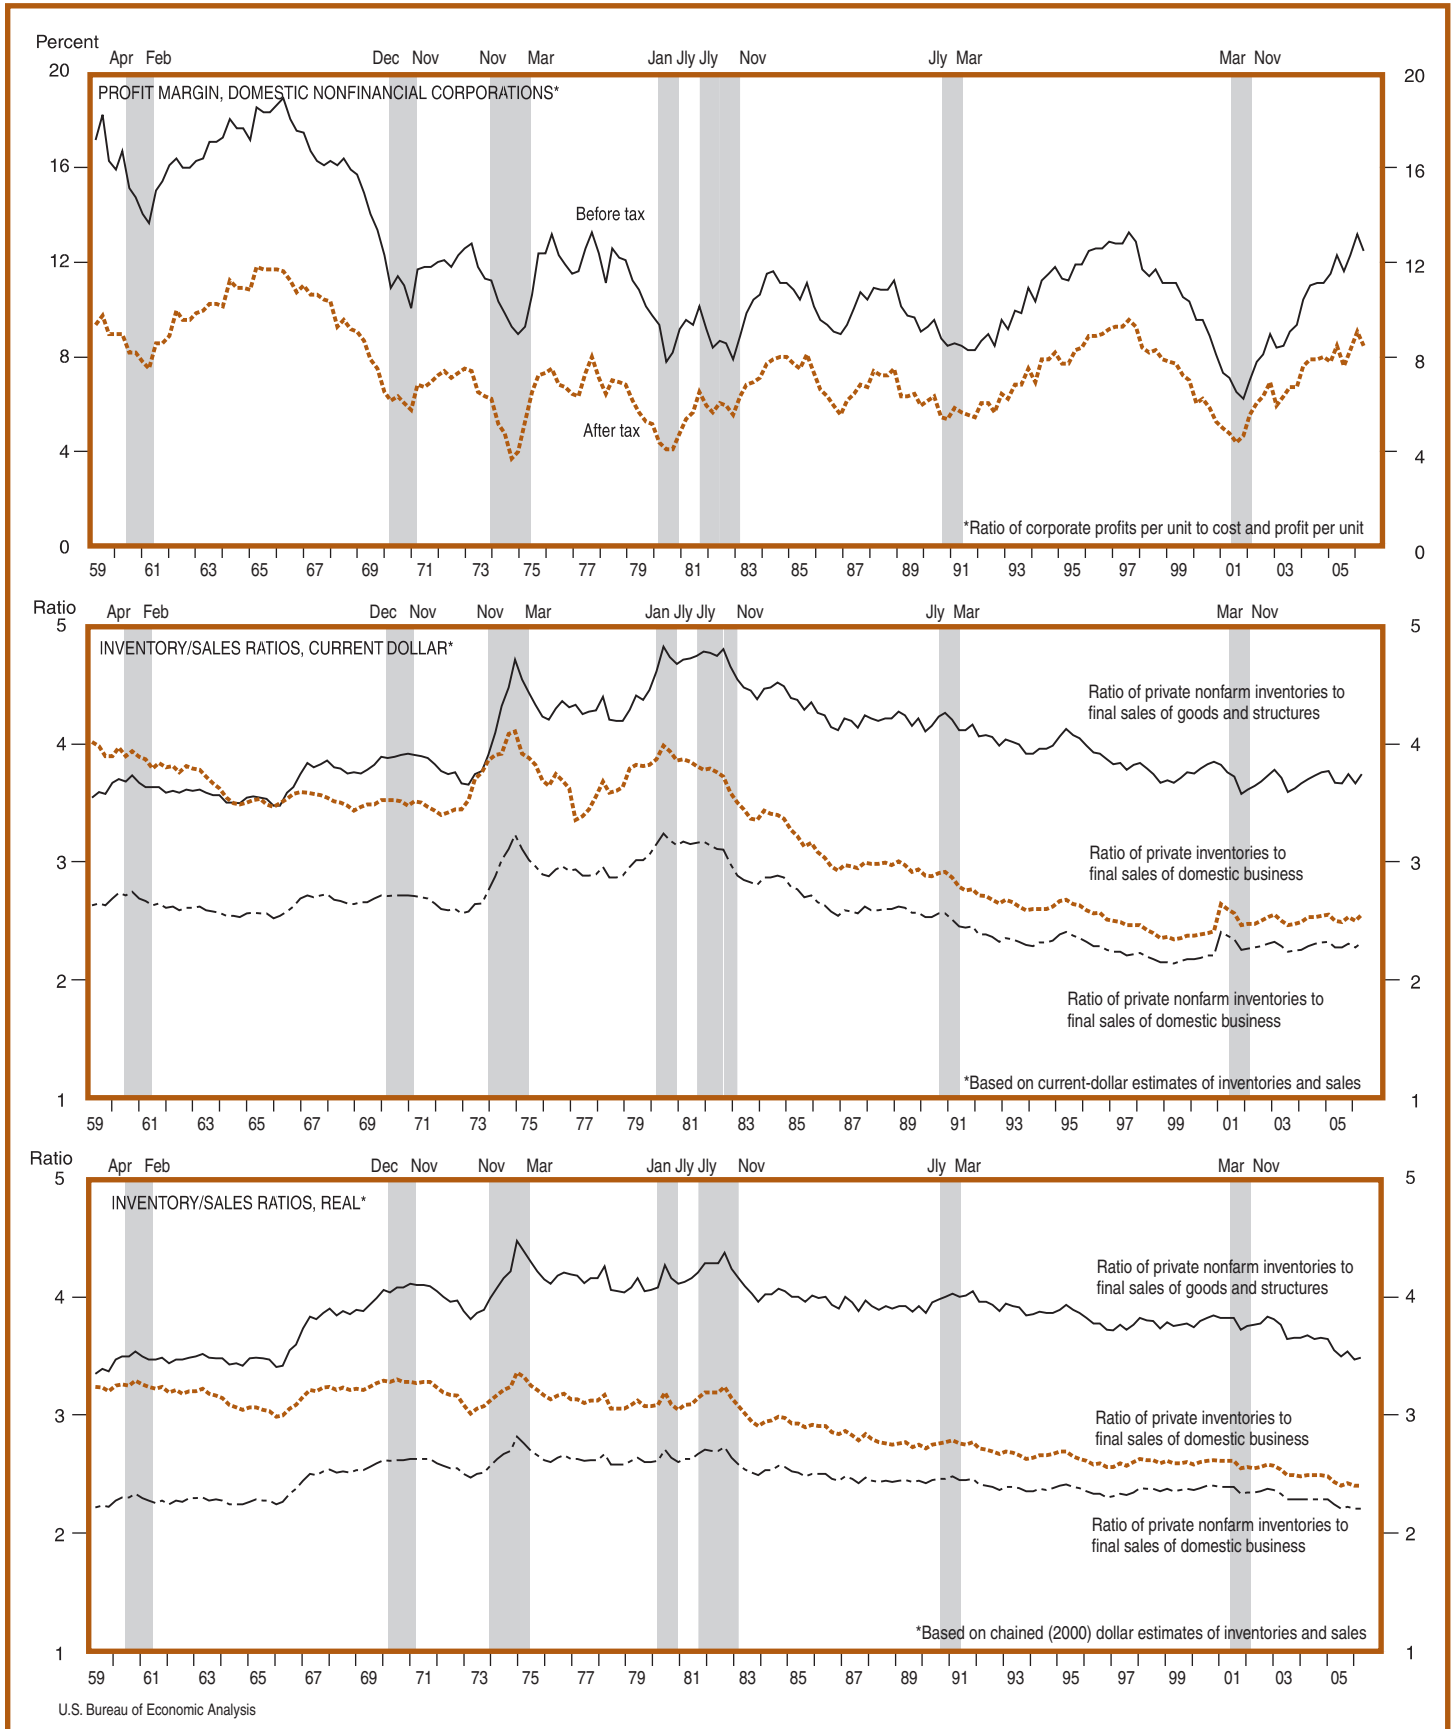 Percent
Apr Feb Dec Nov Nov Mar Jan Jly Jly Nov Jly Mar Mar Nov
20 20
PROFIT MARGIN, DOMESTIC NONFINANCIAL CORPORATIONS*
16 16
Before tax
12 12
8 8
After tax
4 4
*Ratio of corporate profits per unit to cost and profit per unit
0 0
59 61 63 65 67 69 71 73 75 77 79 81 83 85 87 89 91 93 95 97 99 01 03 05
Ratio
Apr Feb Dec Nov Nov Mar Jan Jly Jly Nov Jly Mar Mar Nov
5 5
INVENTORY/SALES RATIOS, CURRENT DOLLAR*
Ratio of private nonfarm inventories to
final sales of goods and structures
4 4
Ratio of private inventories to
final sales of domestic business
3 3
2 2
Ratio of private nonfarm inventories to
final sales of domestic business
*Based on current-dollar estimates of inventories and sales
1 1
59 61 63 65 67 69 71 73 75 77 79 81 83 85 87 89 91 93 95 97 99 01 03 05
Ratio
Apr Feb Dec Nov Nov Mar Jan Jly Jly Nov Jly Mar Mar Nov
5 5
INVENTORY/SALES RATIOS, REAL*
Ratio of private nonfarm inventories to
final sales of goods and structures
4 4
3 3
Ratio of private inventories to
final sales of domestic business
2 2
Ratio of private nonfarm inventories to
final sales of domestic business
*Based on chained (2000) dollar estimates of inventories and sales
1 1
59 61 63 65 67 69 71 73 75 77 79 81 83 85 87 89 91 93 95 97 99 01 03 05
U.S. Bureau of Economic Analysis